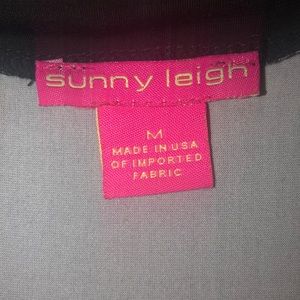 sunny leigh
M
MADE IN USA
OF IMPORTED
FABRIC